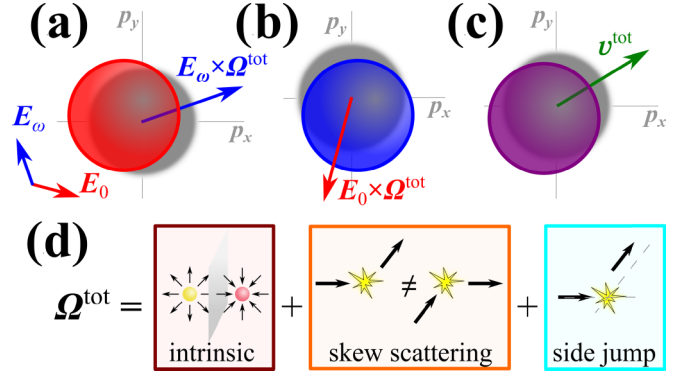 (a) (b) (c)
p_y p_y p_y
E_ω × Ω^tot v^tot
p_x p_x p_x
E_ω
E_0 E_0 × Ω^tot
(d)
Ω^tot = + ≠ +
intrinsic skew scattering side jump